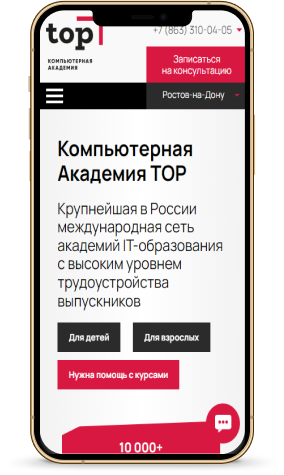 top
+7 (863) 310-04-05
КОМПЬЮТЕРНАЯ
АКАДЕМИЯ
Записаться
на консультацию
Ростов-на-Дону
Компьютерная
Академия TOP
Крупнейшая в России
международная сеть
академий IT-образования
с высоким уровнем
трудоустройства
выпускников
Для детей
Для взрослых
Нужна помощь с курсами
10 000+